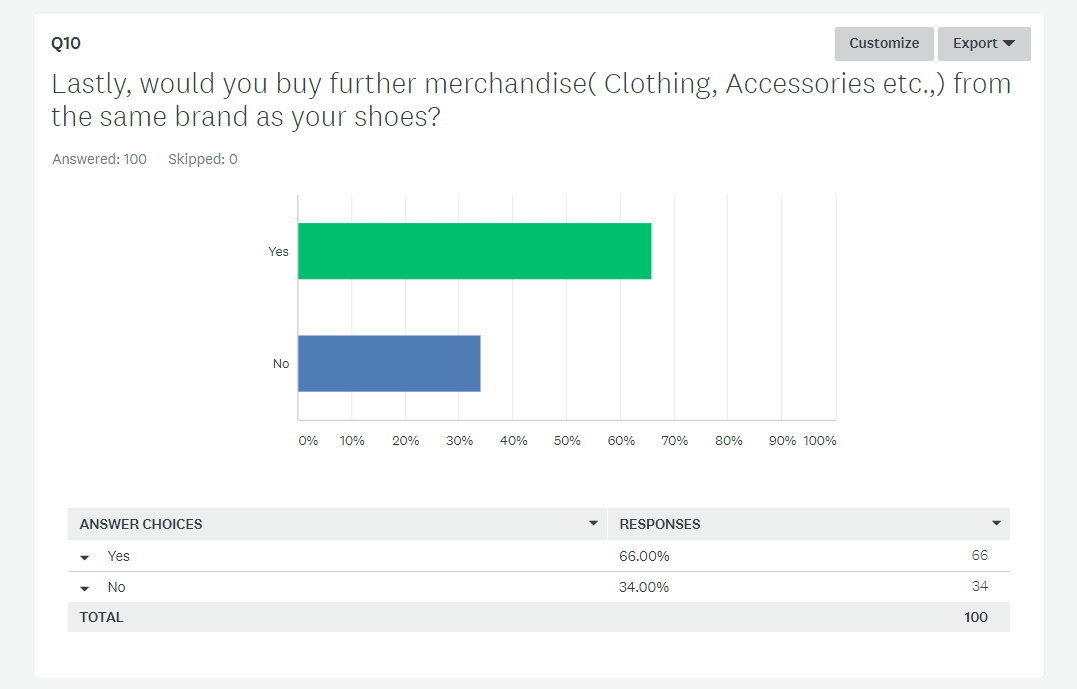 Q10
Customize
Export
Lastly, would you buy further merchandise( Clothing, Accessories etc.,) from
the same brand as your shoes?
Answered: 100 Skipped: 0
Yes
No
0% 10% 20% 30% 40% 50% 60% 70% 80% 90% 100%
ANSWER CHOICES RESPONSES
Yes 66.00% 66
No 34.00% 34
TOTAL 100